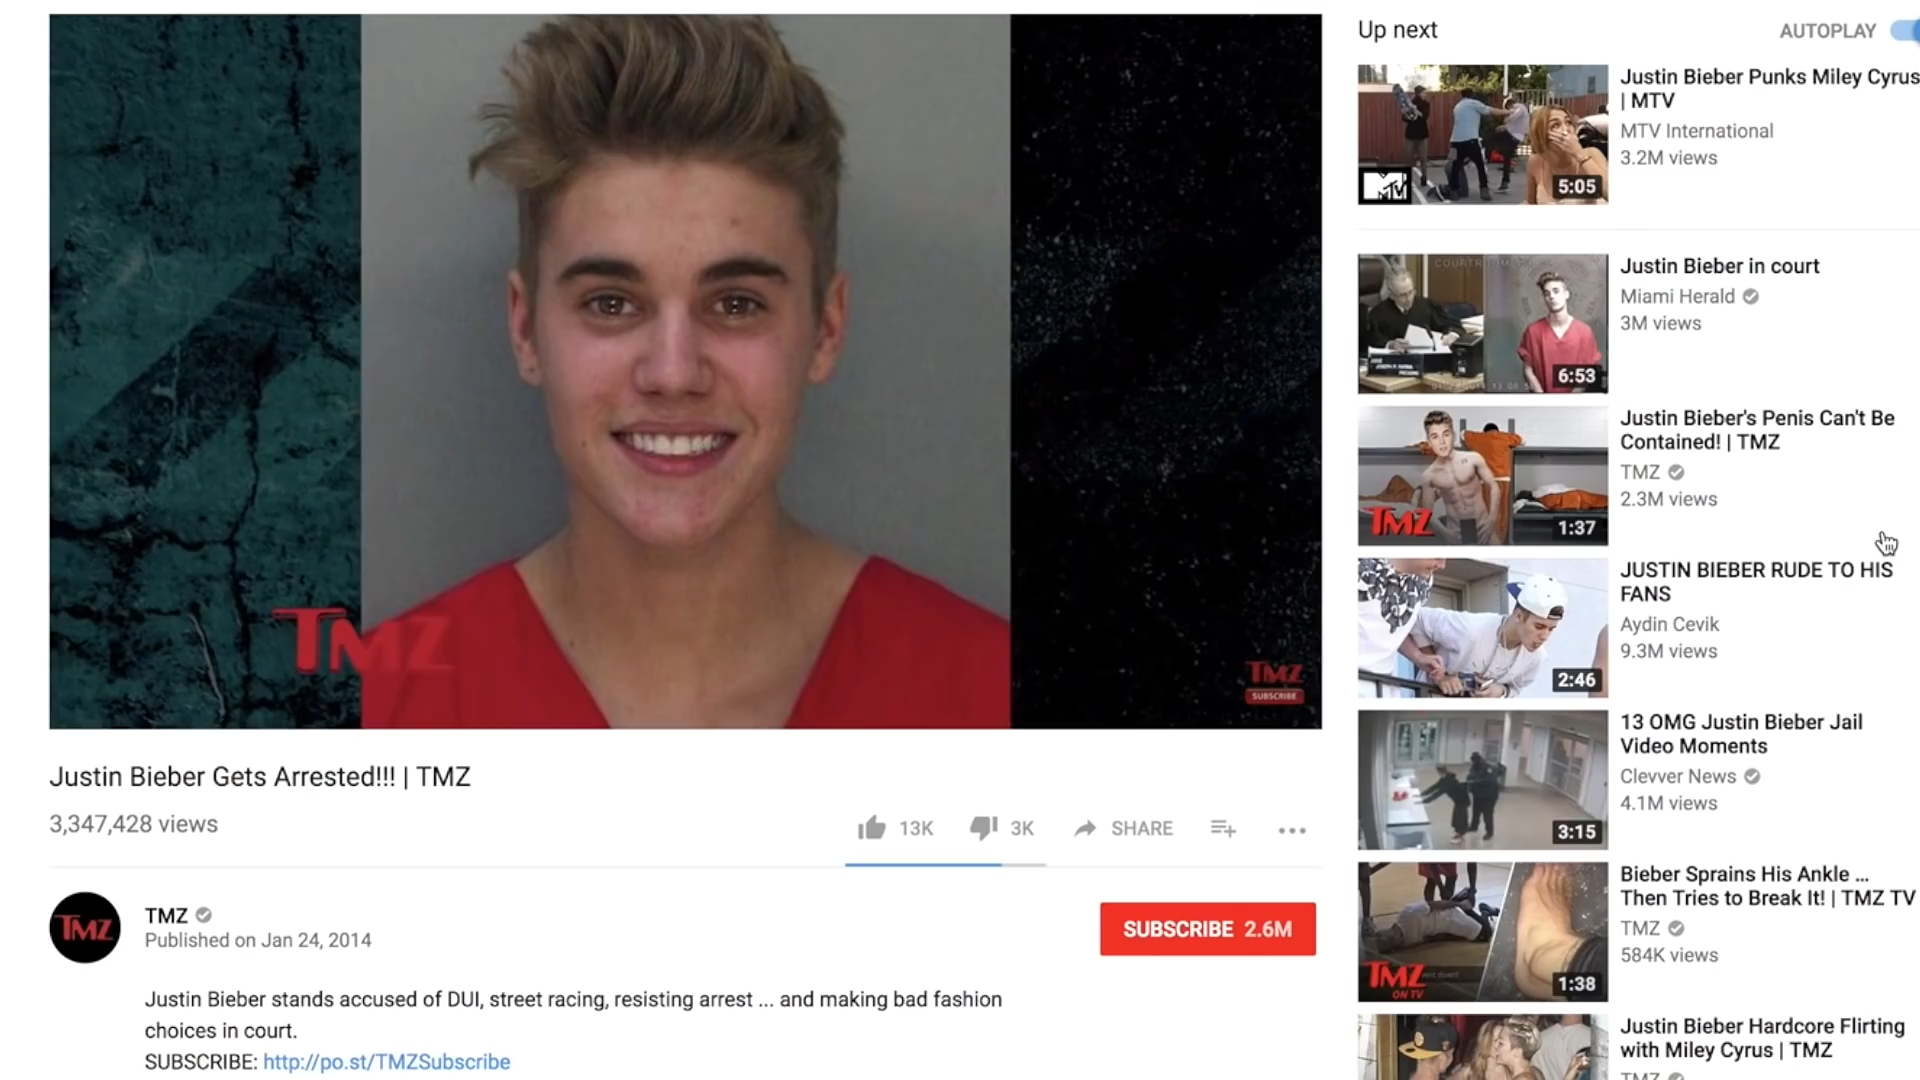 TMZ
TMZ
SUBSCRIBE
Justin Bieber Gets Arrested!!! | TMZ
3,347,428 views
13K
3K
SHARE
TMZ
TMZ
Published on Jan 24, 2014
SUBSCRIBE 2.6M
Justin Bieber stands accused of DUI, street racing, resisting arrest ... and making bad fashion
choices in court.
SUBSCRIBE: http://po.st/TMZSubscribe
Up next
AUTOPLAY
MTV
5:05
Justin Bieber Punks Miley Cyrus
| MTV
MTV International
3.2M views
6:53
Justin Bieber in court
Miami Herald
3M views
TMZ
1:37
Justin Bieber's Penis Can't Be
Contained! | TMZ
TMZ
2.3M views
2:46
JUSTIN BIEBER RUDE TO HIS
FANS
Aydin Cevik
9.3M views
3:15
13 OMG Justin Bieber Jail
Video Moments
Clevver News
4.1M views
TMZ
ON TV
1:38
Bieber Sprains His Ankle ...
Then Tries to Break It! | TMZ TV
TMZ
584K views
Justin Bieber Hardcore Flirting
with Miley Cyrus | TMZ
TMZ